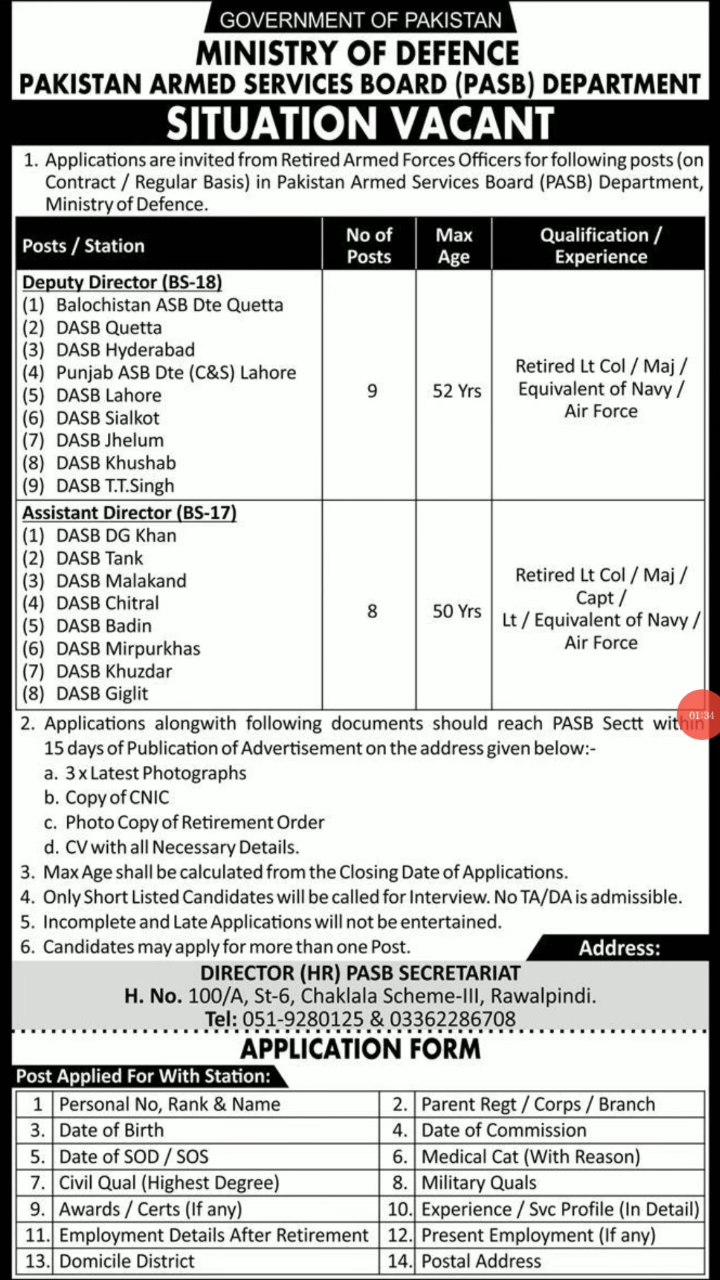 GOVERNMENT OF PAKISTAN
MINISTRY OF DEFENCE
PAKISTAN ARMED SERVICES BOARD (PASB) DEPARTMENT
SITUATION VACANT
1. Applications are invited from Retired Armed Forces Officers for following posts (on
Contract / Regular Basis) in Pakistan Armed Services Board (PASB) Department,
Ministry of Defence.
Posts / Station
No of
Posts
Max
Age
Qualification /
Experience
Deputy Director (BS-18)
(1) Balochistan ASB Dte Quetta
(2) DASB Quetta
(3) DASB Hyderabad
(4) Punjab ASB Dte (C&S) Lahore
(5) DASB Lahore
(6) DASB Sialkot
(7) DASB Jhelum
(8) DASB Khushab
(9) DASB T.T.Singh
9
52 Yrs
Retired Lt Col / Maj /
Equivalent of Navy /
Air Force
Assistant Director (BS-17)
(1) DASB DG Khan
(2) DASB Tank
(3) DASB Malakand
(4) DASB Chitral
(5) DASB Badin
(6) DASB Mirpurkhas
(7) DASB Khuzdar
(8) DASB Giglit
8
50 Yrs
Retired Lt Col / Maj /
Capt /
Lt / Equivalent of Navy /
Air Force
01:34
2. Applications alongwith following documents should reach PASB Sectt within
15 days of Publication of Advertisement on the address given below:-
a. 3 x Latest Photographs
b. Copy of CNIC
c. Photo Copy of Retirement Order
d. CV with all Necessary Details.
3. Max Age shall be calculated from the Closing Date of Applications.
4. Only Short Listed Candidates will be called for Interview. No TA/DA is admissible.
5. Incomplete and Late Applications will not be entertained.
6. Candidates may apply for more than one Post.
Address:
DIRECTOR (HR) PASB SECRETARIAT
H. No. 100/A, St-6, Chaklala Scheme-III, Rawalpindi.
Tel: 051-9280125 & 03362286708
APPLICATION FORM
Post Applied For With Station:
1 Personal No, Rank & Name 2. Parent Regt / Corps / Branch
3. Date of Birth 4. Date of Commission
5. Date of SOD / SOS 6. Medical Cat (With Reason)
7. Civil Qual (Highest Degree) 8. Military Quals
9. Awards / Certs (If any) 10. Experience / Svc Profile (In Detail)
11. Employment Details After Retirement 12. Present Employment (If any)
13. Domicile District 14. Postal Address